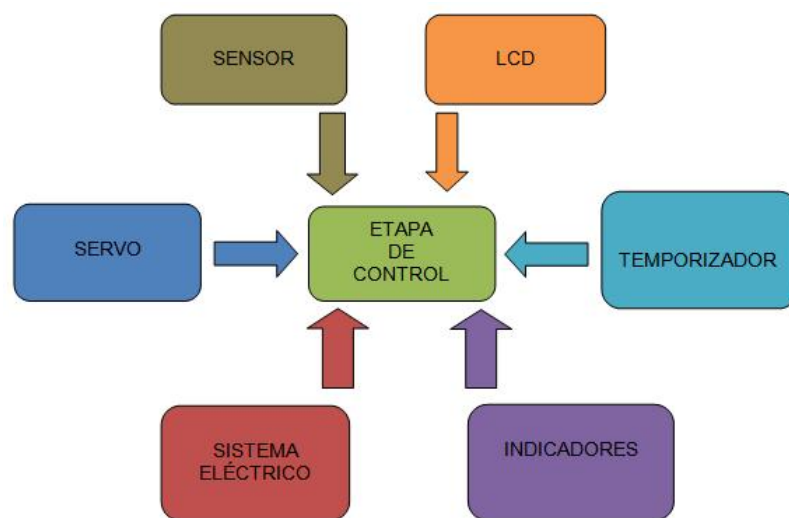 SENSOR
LCD
SERVO
ETAPA
DE
CONTROL
TEMPORIZADOR
SISTEMA
ELÉCTRICO
INDICADORES